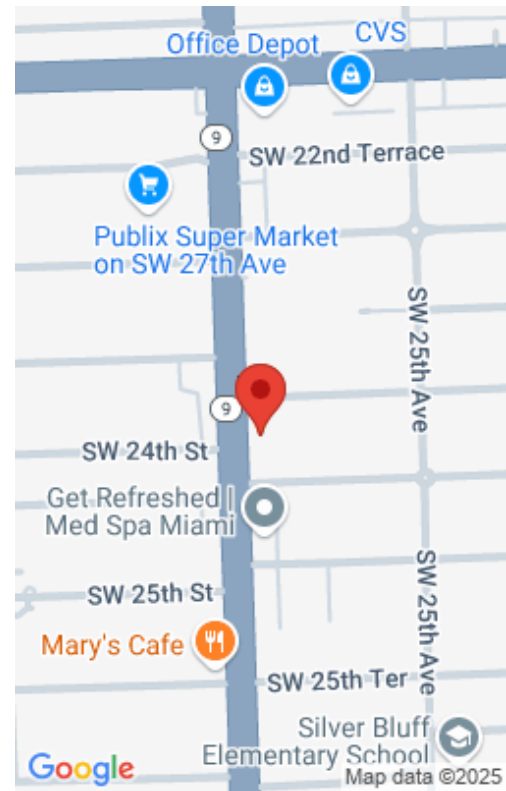 CVS
Office Depot
9
SW 22nd Terrace
Publix Super Market
on SW 27th Ave
SW 25th Ave
9
SW 24th St
Get Refreshed |
Med Spa Miami
SW 25th St
SW 25th Ave
Mary's Cafe
SW 25th Ter
Silver Bluff
Elementary School
Google
Map data ©2025